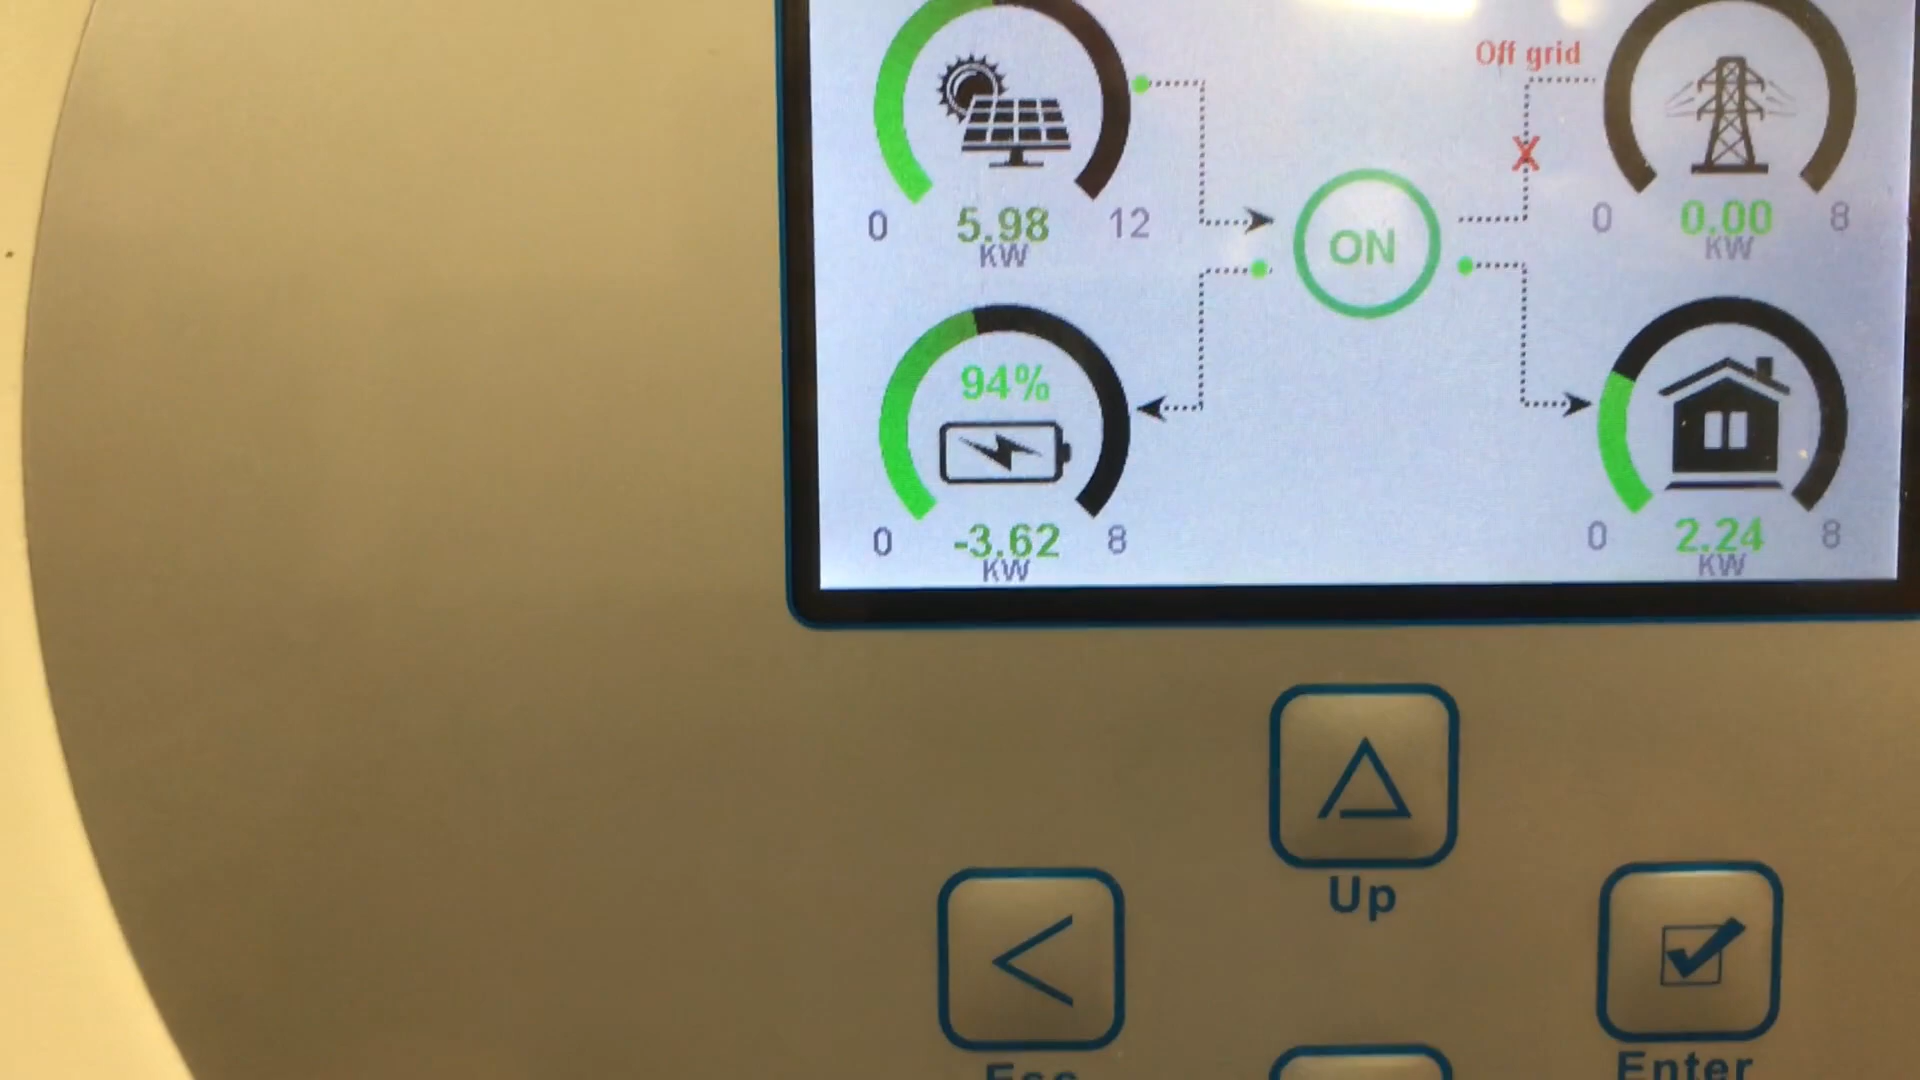 Off grid
0 5.98 12
KW
0 0.00 8
KW
ON
94%
0 -3.62 8
KW
0 2.24 8
KW
Up
Esc
Enter